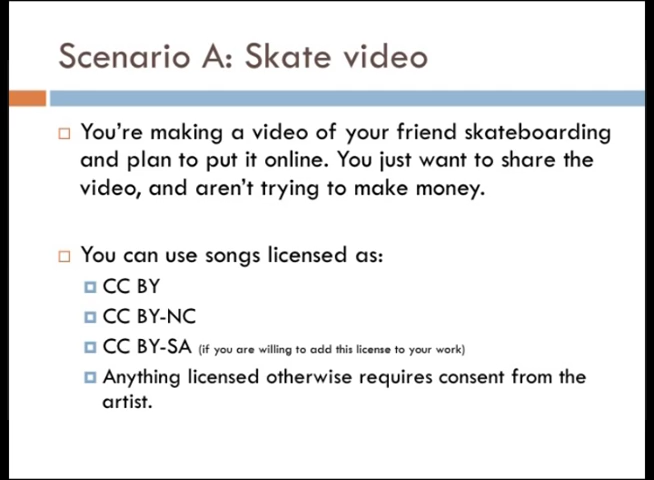 Scenario A: Skate video
You're making a video of your friend skateboarding
and plan to put it online. You just want to share the
video, and aren't trying to make money.
You can use songs licensed as:
CC BY
CC BY-NC
CC BY-SA (if you are willing to add this license to your work)
Anything licensed otherwise requires consent from the
artist.